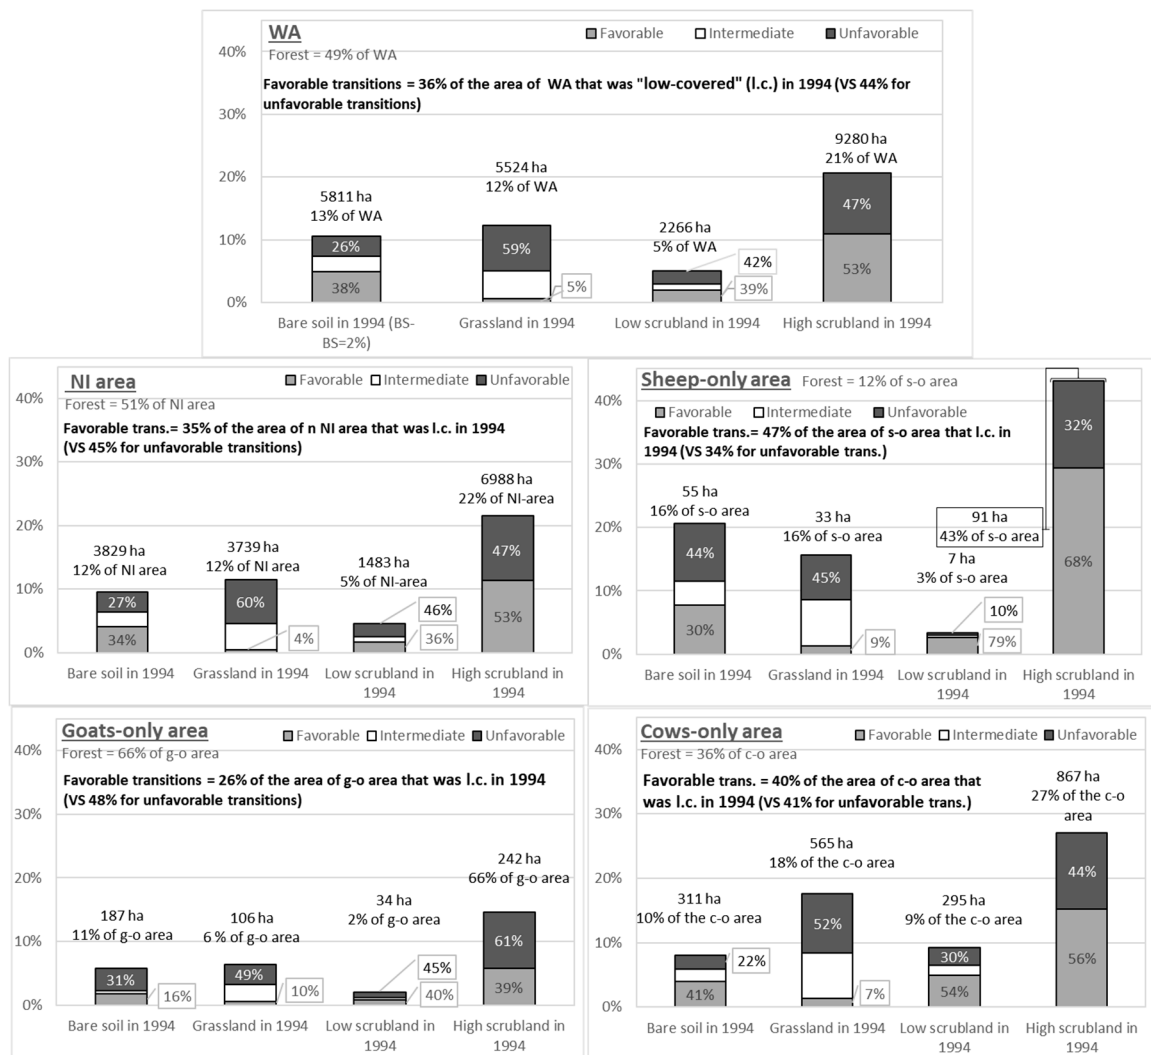 WA
Favorable Intermediate Unfavorable
Forest = 49% of WA
Favorable transitions = 36% of the area of WA that was "low-covered" (l.c.) in 1994 (VS 44% for
unfavorable transitions)
40%
30%
20%
10%
0%
5811 ha
13% of WA
26%
38%
5524 ha
12% of WA
59%
5%
2266 ha
5% of WA
42%
39%
9280 ha
21% of WA
47%
53%
Bare soil in 1994 (BS-
BS=2%)
Grassland in 1994
Low scrubland in 1994
High scrubland in 1994
NI area
Favorable Intermediate Unfavorable
Forest = 51% of NI area
Favorable trans.= 35% of the area of n NI area that was l.c. in 1994
(VS 45% for unfavorable transitions)
40%
30%
20%
10%
0%
3829 ha
12% of NI area
27%
34%
3739 ha
12% of NI area
60%
4%
1483 ha
5% of NI-area
46%
36%
6988 ha
22% of NI-area
47%
53%
Bare soil in 1994
Grassland in 1994
Low scrubland in
1994
High scrubland in
1994
Sheep-only area
Forest = 12% of s-o area
Favorable Intermediate Unfavorable
Favorable trans.= 47% of the area of s-o area that l.c. in
1994 (VS 34% for unfavorable trans.)
40%
30%
20%
10%
0%
55 ha
16% of s-o area
44%
30%
33 ha
16% of s-o area
45%
9%
91 ha
43% of s-o area
7 ha
3% of s-o area
10%
79%
32%
68%
Bare soil in 1994
Grassland in 1994
Low scrubland in
1994
High scrubland in
1994
Goats-only area
Favorable Intermediate Unfavorable
Forest = 66% of g-o area
Favorable transitions = 26% of the area of g-o area that was l.c. in 1994
(VS 48% for unfavorable transitions)
40%
30%
20%
10%
0%
187 ha
11% of g-o area
31%
16%
106 ha
6 % of g-o area
49%
10%
34 ha
2% of g-o area
45%
40%
242 ha
66% of g-o area
61%
39%
Bare soil in 1994
Grassland in 1994
Low scrubland in
1994
High scrubland in
1994
Cows-only area
Favorable Intermediate Unfavorable
Forest = 36% of c-o area
Favorable trans. = 40% of the area of c-o area that
was l.c. in 1994 (VS 41% for unfavorable trans.)
40%
30%
20%
10%
0%
311 ha
10% of the c-o area
22%
41%
565 ha
18% of the c-o area
52%
7%
295 ha
9% of the c-o area
30%
54%
867 ha
27% of the c-o
area
44%
56%
Bare soil in 1994
Grassland in 1994
Low scrubland in
1994
High scrubland in
1994